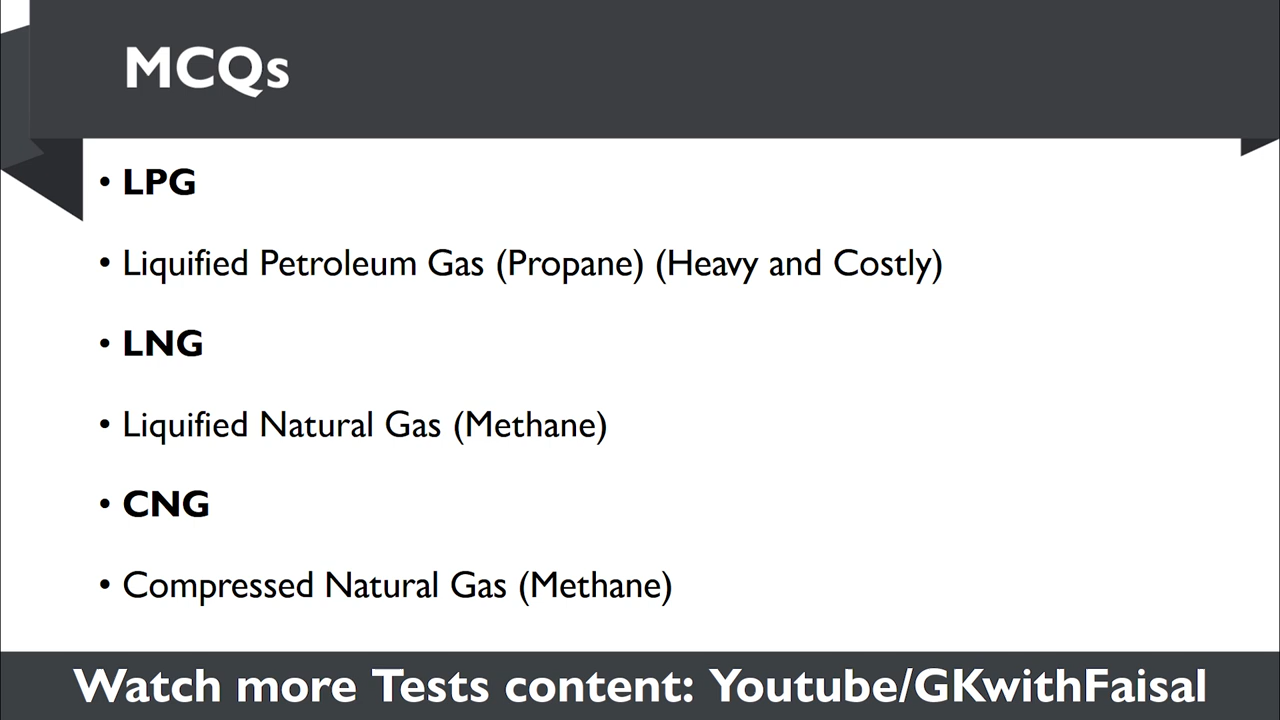 MCQs
• LPG
• Liquified Petroleum Gas (Propane) (Heavy and Costly)
• LNG
• Liquified Natural Gas (Methane)
• CNG
• Compressed Natural Gas (Methane)
Watch more Tests content: Youtube/GKwithFaisal